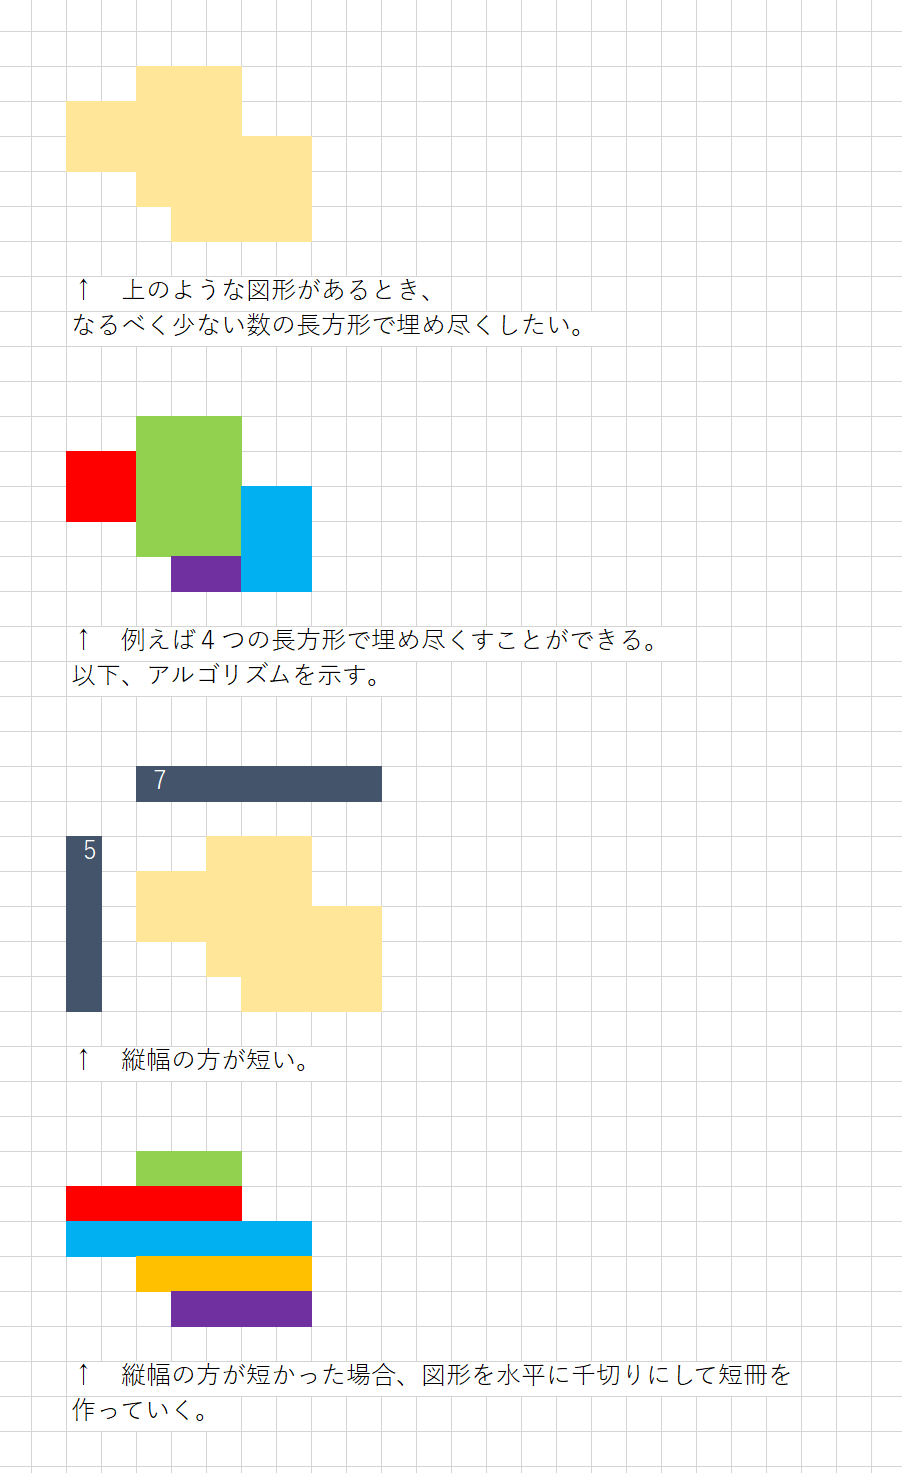 ↑　上のような図形があるとき、
なるべく少ない数の長方形で埋め尽くしたい。
↑　例えば４つの長方形で埋め尽くすことができる。
以下、アルゴリズムを示す。
7
5
↑　縦幅の方が短い。
↑　縦幅の方が短かった場合、図形を水平に千切りにして短冊を
作っていく。